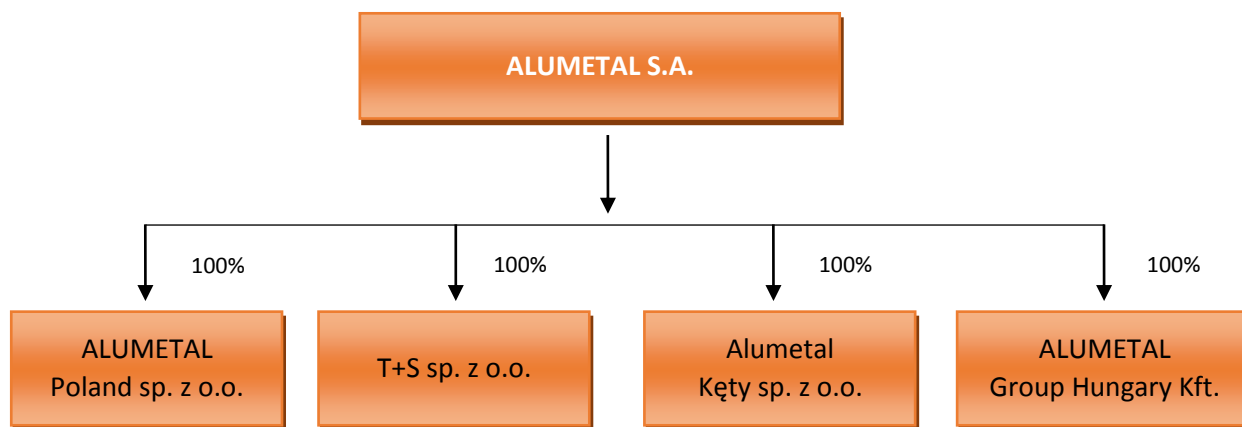 ALUMETAL S.A.
100%
100%
100%
100%
ALUMETAL
Poland sp. z o.o.
T+S sp. z o.o.
Alumetal
Kęty sp. z o.o.
ALUMETAL
Group Hungary Kft.